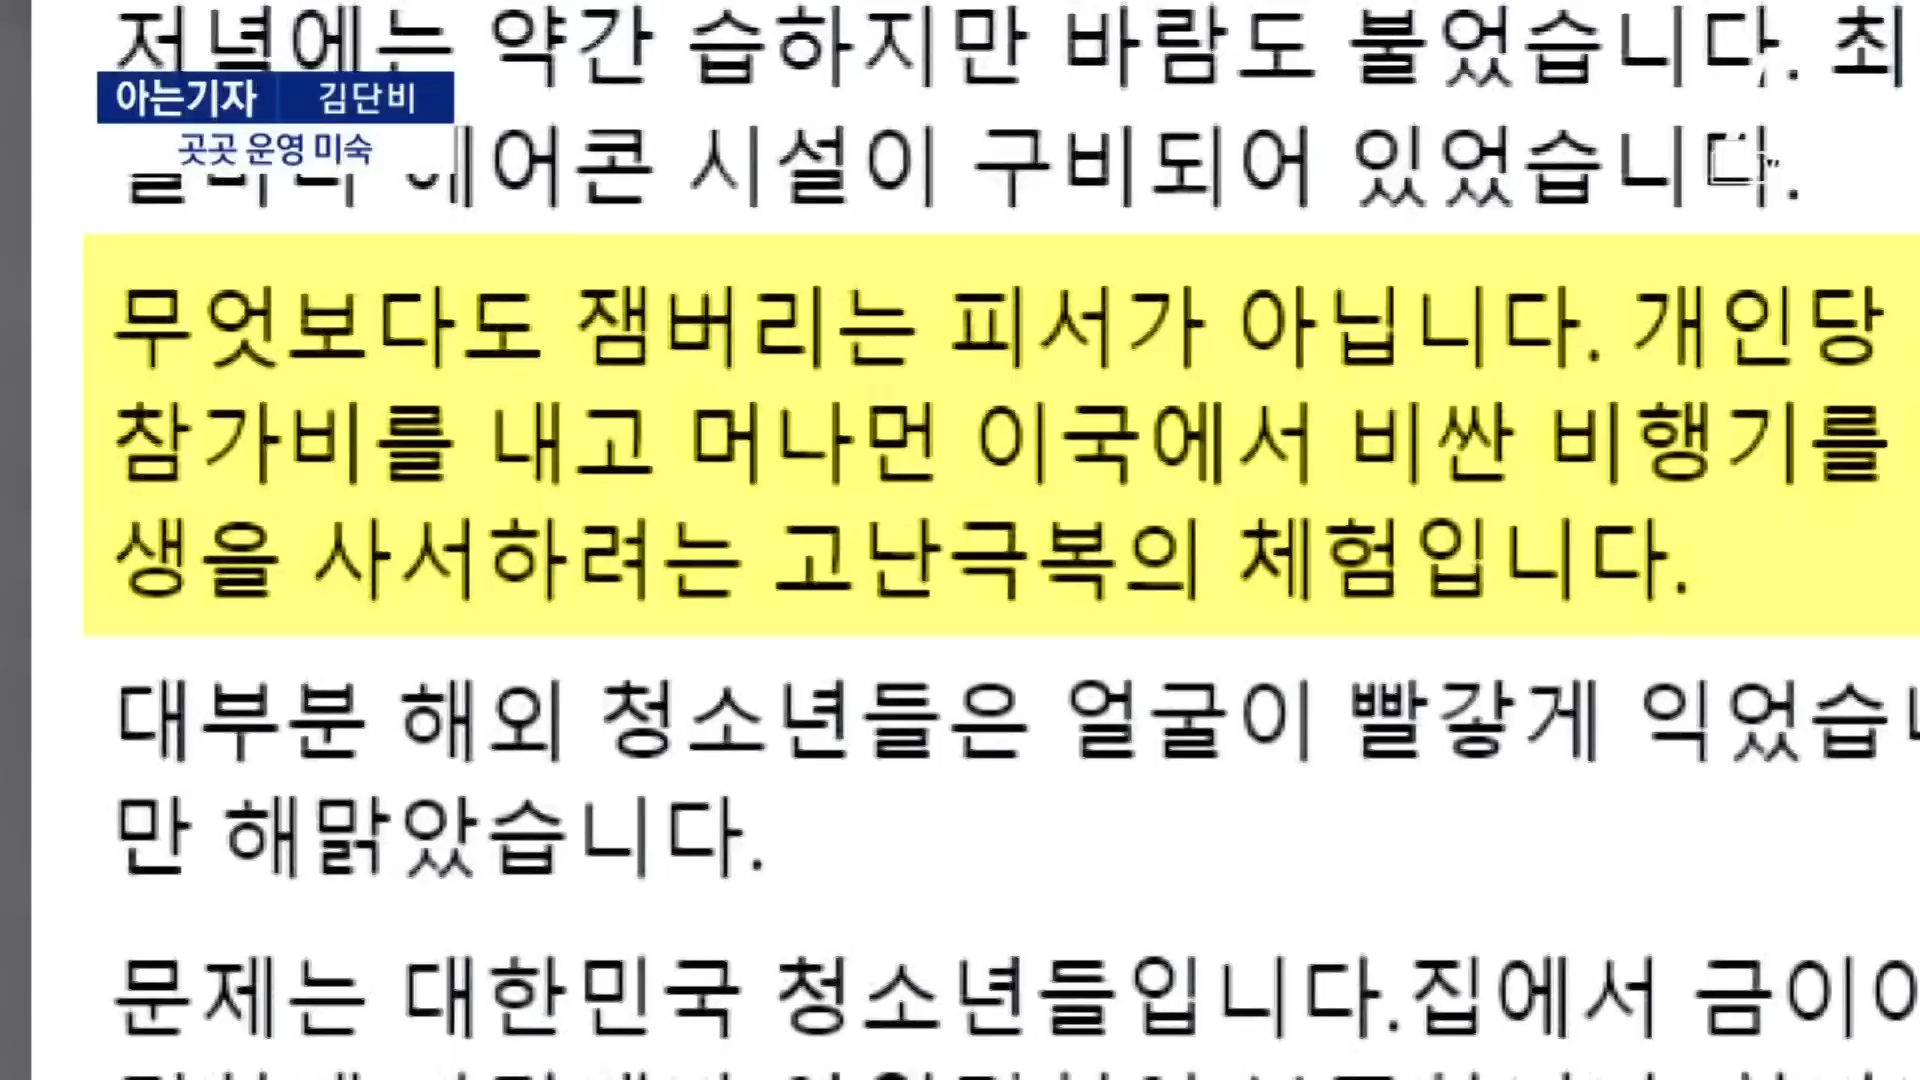 저녁에는 약간 습하지만 바람도 불었습니다. 최
아는기자 김단비
곳곳 운영 미숙
에어콘 시설이 구비되어 있었습니다.
무엇보다도 잼버리는 피서가 아닙니다. 개인당
참가비를 내고 머나먼 이국에서 비싼 비행기를
생을 사서하려는 고난극복의 체험입니다.
대부분 해외 청소년들은 얼굴이 빨갛게 익었습니
만 해맑았습니다.
문제는 대한민국 청소년들입니다.집에서 금이야